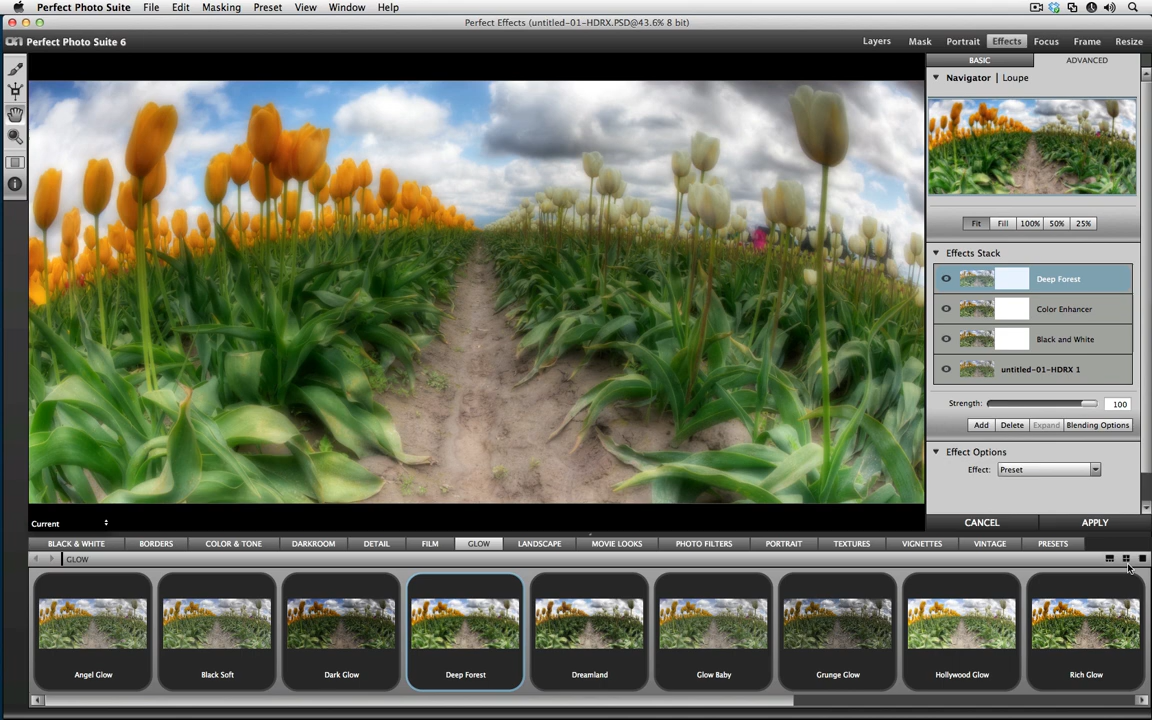 Perfect Photo Suite File Edit Masking Preset View Window Help
Perfect Effects (untitled-01-HDRX.PSD@43.6% 8 bit)
Perfect Photo Suite 6 Layers Mask Portrait Effects Focus Frame Resize
BASIC ADVANCED
Navigator | Loupe
Fit Fill 100% 50% 25%
Effects Stack
Deep Forest
Color Enhancer
Black and White
untitled-01-HDRX 1
Strength: 100
Add Delete Expand Blending Options
Effect Options
Effect: Preset
Current CANCEL APPLY
BLACK & WHITE BORDERS COLOR & TONE DARKROOM DETAIL FILM GLOW LANDSCAPE MOVIE LOOKS PHOTO FILTERS PORTRAIT TEXTURES VIGNETTES VINTAGE PRESETS
GLOW
Angel Glow Black Soft Dark Glow Deep Forest Dreamland Glow Baby Grunge Glow Hollywood Glow Rich Glow